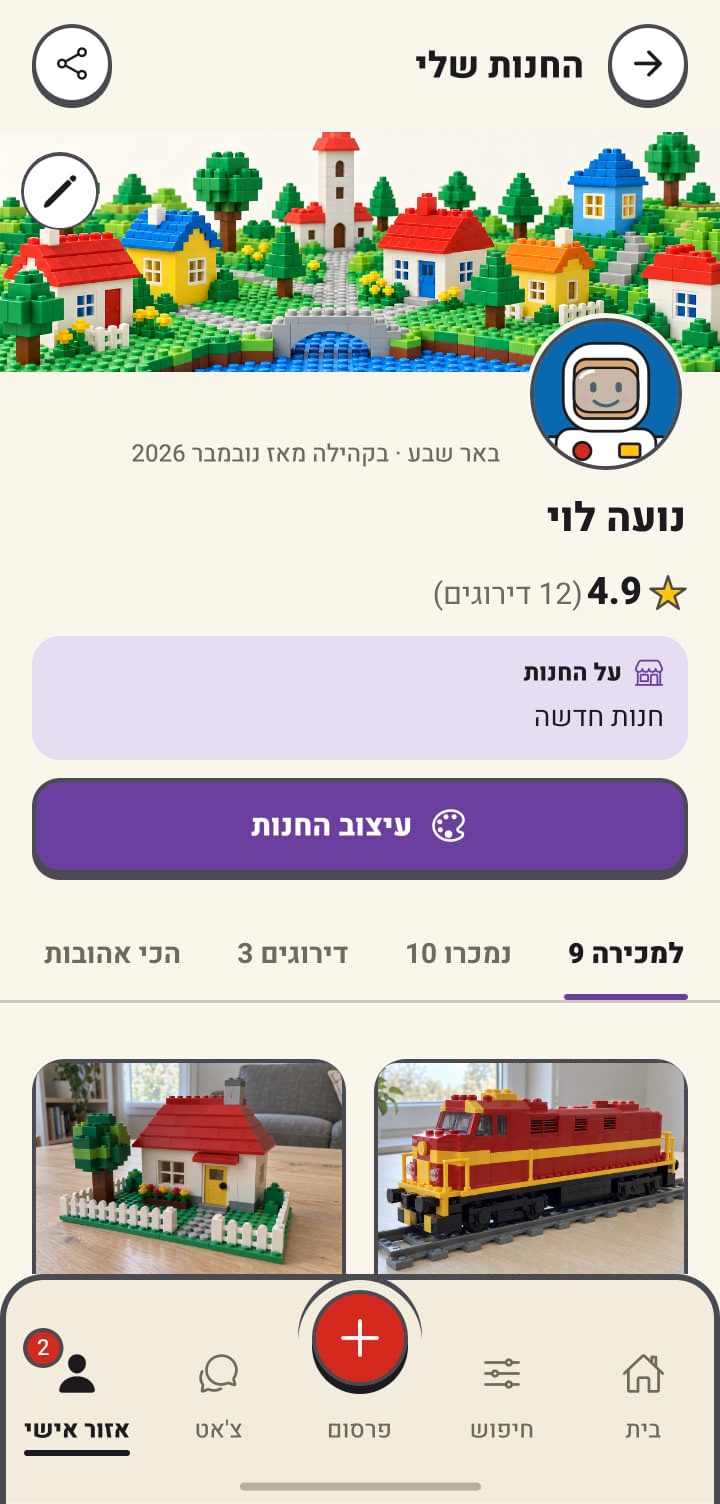 החנות שלי
באר שבע · בקהילה מאז נובמבר 2026
נועה לוי
4.9 (12 דירוגים)
על החנות
חנות חדשה
עיצוב החנות
למכירה 9
נמכרו 10
דירוגים 3
הכי אהובות
בית
חיפוש
פרסום
צ'אט
2
אזור אישי